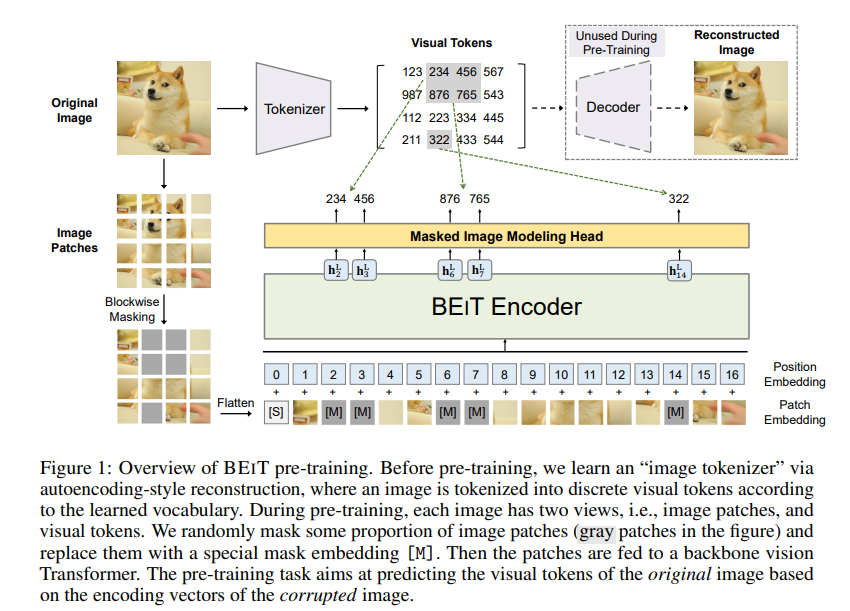 Visual Tokens
Unused During
Pre-Training
Reconstructed
Image
Original
Image
Tokenizer
123 234 456 567
987 876 765 543
112 223 334 445
211 322 433 544
Decoder
234 456 876 765 322
Image
Patches
Masked Image Modeling Head
h₂ᴸ h₃ᴸ h₆ᴸ h₇ᴸ h₁₄ᴸ
BEIT Encoder
Blockwise
Masking
0 1 2 3 4 5 6 7 8 9 10 11 12 13 14 15 16
Position
Embedding
+ + + + + + + + + + + + + + + + +
Flatten
[S] [M] [M] [M] [M] [M]
Patch
Embedding
Figure 1: Overview of BEIT pre-training. Before pre-training, we learn an “image tokenizer” via
autoencoding-style reconstruction, where an image is tokenized into discrete visual tokens according
to the learned vocabulary. During pre-training, each image has two views, i.e., image patches, and
visual tokens. We randomly mask some proportion of image patches (gray patches in the figure) and
replace them with a special mask embedding [M]. Then the patches are fed to a backbone vision
Transformer. The pre-training task aims at predicting the visual tokens of the original image based
on the encoding vectors of the corrupted image.